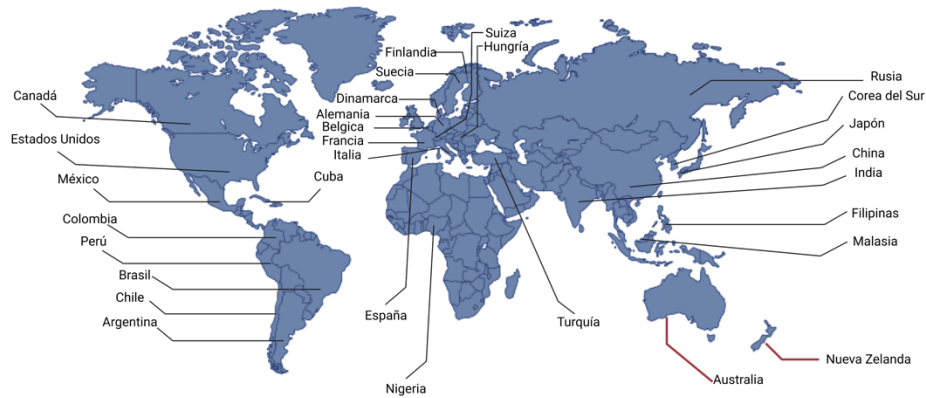 Suiza
Hungría
Finlandia
Suecia
Rusia
Canadá
Dinamarca
Corea del Sur
Alemania
Belgica
Japón
Estados Unidos
Francia
Italia
China
México
Cuba
India
Colombia
Filipinas
Perú
Malasia
Brasil
Chile
España
Turquía
Argentina
Nueva Zelanda
Australia
Nigeria